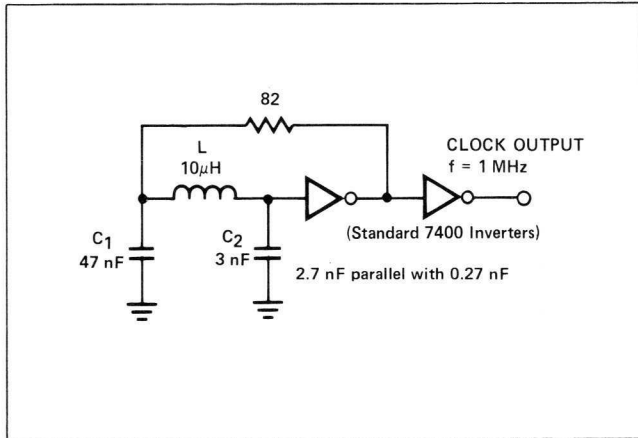 82
L
10μH
CLOCK OUTPUT
f = 1 MHz
(Standard 7400 Inverters)
C1
47 nF
C2
3 nF
2.7 nF parallel with 0.27 nF